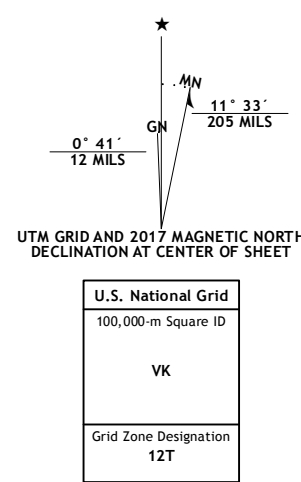 ★
MN
GN
11° 33´
205 MILS
0° 41´
12 MILS
UTM GRID AND 2017 MAGNETIC NORTH
DECLINATION AT CENTER OF SHEET
U.S. National Grid
100,000-m Square ID
VK
Grid Zone Designation
12T